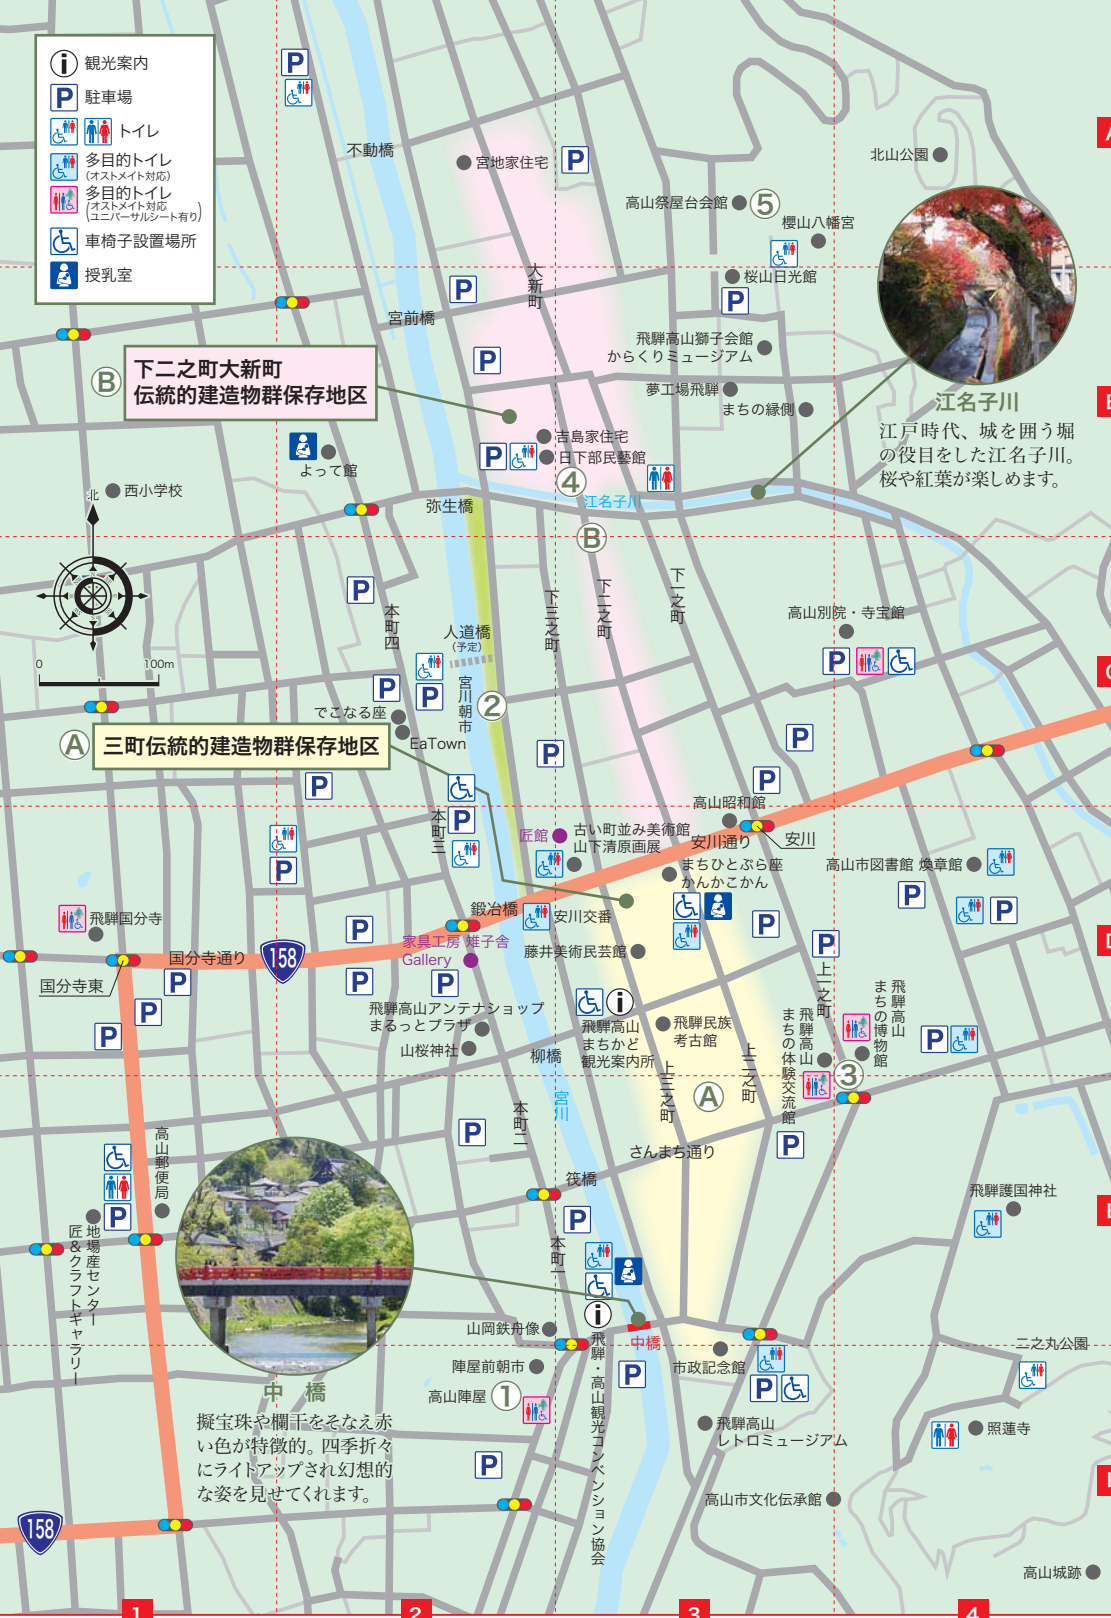 観光案内
P 駐車場
トイレ
多目的トイレ
(オストメイト対応)
多目的トイレ
(オストメイト対応
ユニバーサルシート有り)
車椅子設置場所
授乳室
P
不動橋
宮地家住宅
P
北山公園
A
高山祭屋台会館
5
櫻山八幡宮
桜山日光館
P
大新町
P
宮前橋
飛騨高山獅子会館
からくりミュージアム
P
B
下二之町大新町
伝統的建造物群保存地区
夢工場飛騨
まちの縁側
江名子川
江戸時代、城を囲う堀
の役目をした江名子川。
桜や紅葉が楽しめます。
吉島家住宅
P
日下部民藝館
よって館
4
西小学校
北
弥生橋
江名子川
B
P
下一之町
下二之町
下三之町
本町四
人道橋
(予定)
高山別院・寺宝館
P
C
0 100m
P
P
宮川朝市
2
でこなる座
EaTown
A
三町伝統的建造物群保存地区
P
P
P
P
高山昭和館
本町三
P
匠館
古い町並み美術館
山下清原画展
安川通り
安川
P
まちひとぷら座
かんかこかん
高山市図書館 煥章館
P
P
飛騨国分寺
鍛冶橋
安川交番
P
P
P
D
家具工房 雉子舎
Gallery
藤井美術民芸館
国分寺通り
158
国分寺東
P
P
P
P
P
飛騨高山アンテナショップ
まるっとプラザ
山桜神社
飛騨高山
まちかど
観光案内所
飛騨民族
考古館
上一之町
飛騨高山
まちの体験交流館
飛騨高山
まちの博物館
P
柳橋
上二之町
上三之町
3
宮川
A
本町二
P
さんまち通り
P
高山郵便局
筏橋
飛騨護国神社
E
P
P
地場産センター
匠&クラフトギャラリー
本町一
山岡鉄舟像
中橋
市政記念館
二之丸公園
陣屋前朝市
P
P
高山陣屋
1
飛騨・高山観光コンベンション協会
中 橋
擬宝珠や欄干をそなえ赤
い色が特徴的。四季折々
にライトアップされ幻想的
な姿を見せてくれます。
飛騨高山
レトロミュージアム
照蓮寺
P
高山市文化伝承館
158
高山城跡
1
2
3
4